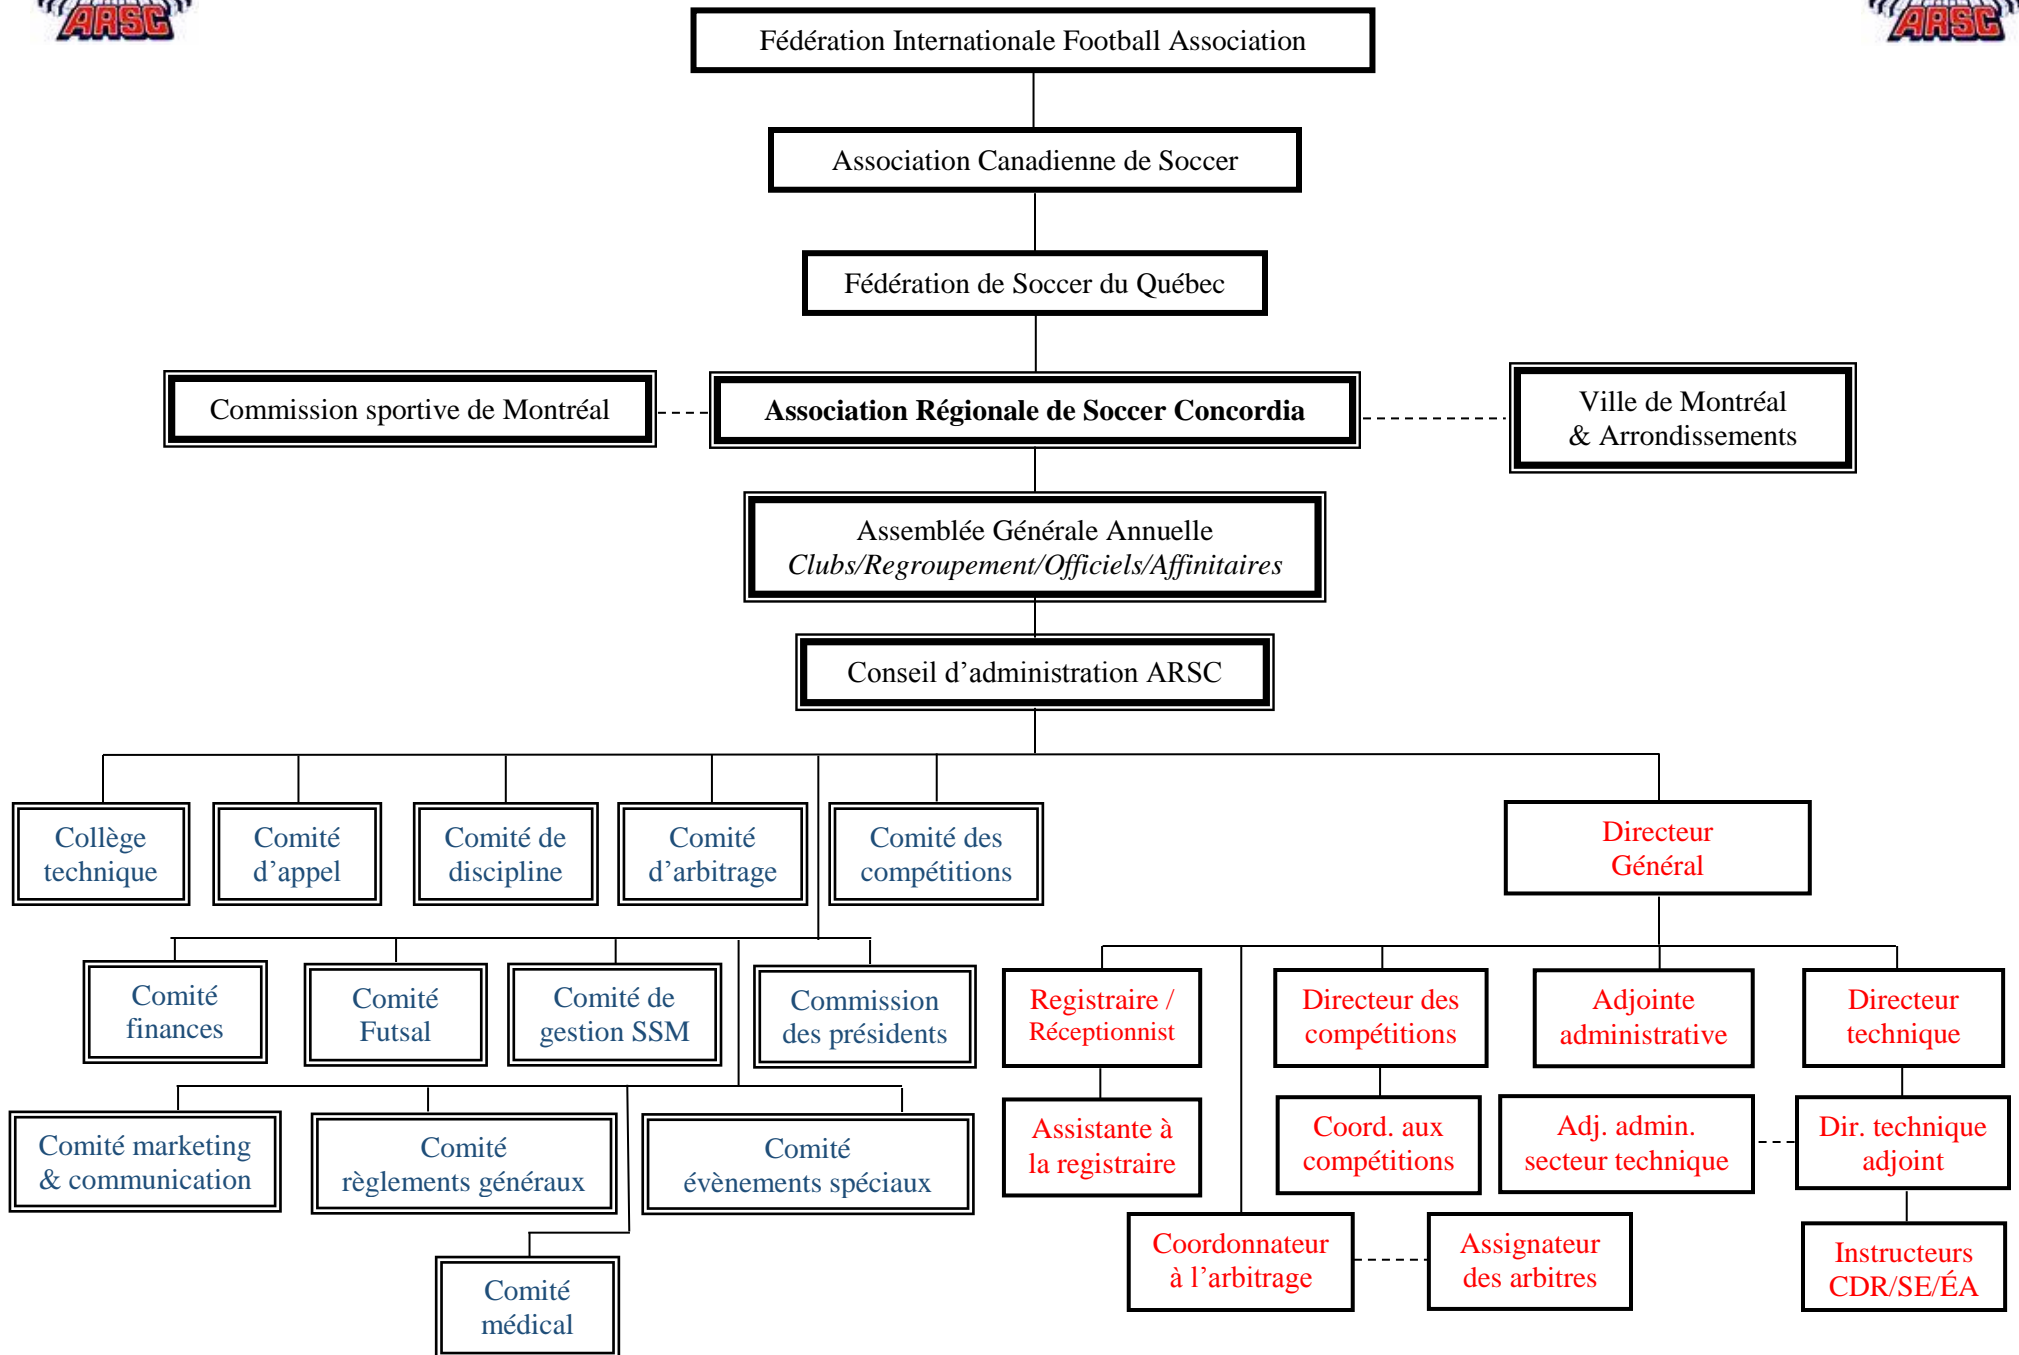 ARSC
ARSC
Fédération Internationale Football Association
Association Canadienne de Soccer
Fédération de Soccer du Québec
Commission sportive de Montréal
Association Régionale de Soccer Concordia
Ville de Montréal
& Arrondissements
Assemblée Générale Annuelle
Clubs/Regroupement/Officiels/Affinitaires
Conseil d’administration ARSC
Collège
technique
Comité
d’appel
Comité de
discipline
Comité
d’arbitrage
Comité des
compétitions
Directeur
Général
Comité
finances
Comité
Futsal
Comité de
gestion SSM
Commission
des présidents
Registraire /
Réceptionnist
Directeur des
compétitions
Adjointe
administrative
Directeur
technique
Comité marketing
& communication
Comité
règlements généraux
Comité
évènements spéciaux
Assistante à
la registraire
Coord. aux
compétitions
Adj. admin.
secteur technique
Dir. technique
adjoint
Comité
médical
Coordonnateur
à l’arbitrage
Assignateur
des arbitres
Instructeurs
CDR/SE/ÉA